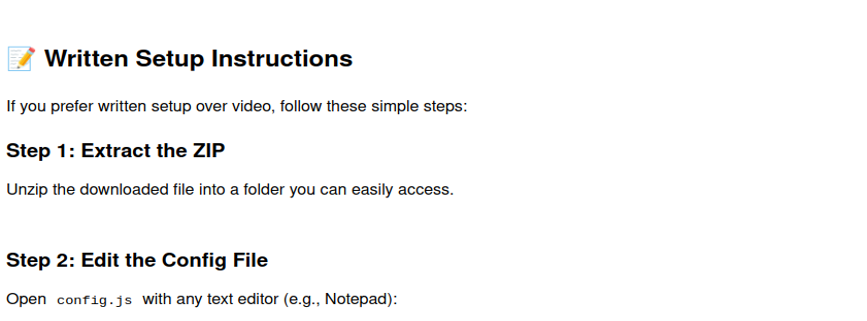 📝 Written Setup Instructions
If you prefer written setup over video, follow these simple steps:
Step 1: Extract the ZIP
Unzip the downloaded file into a folder you can easily access.
Step 2: Edit the Config File
Open config.js with any text editor (e.g., Notepad):